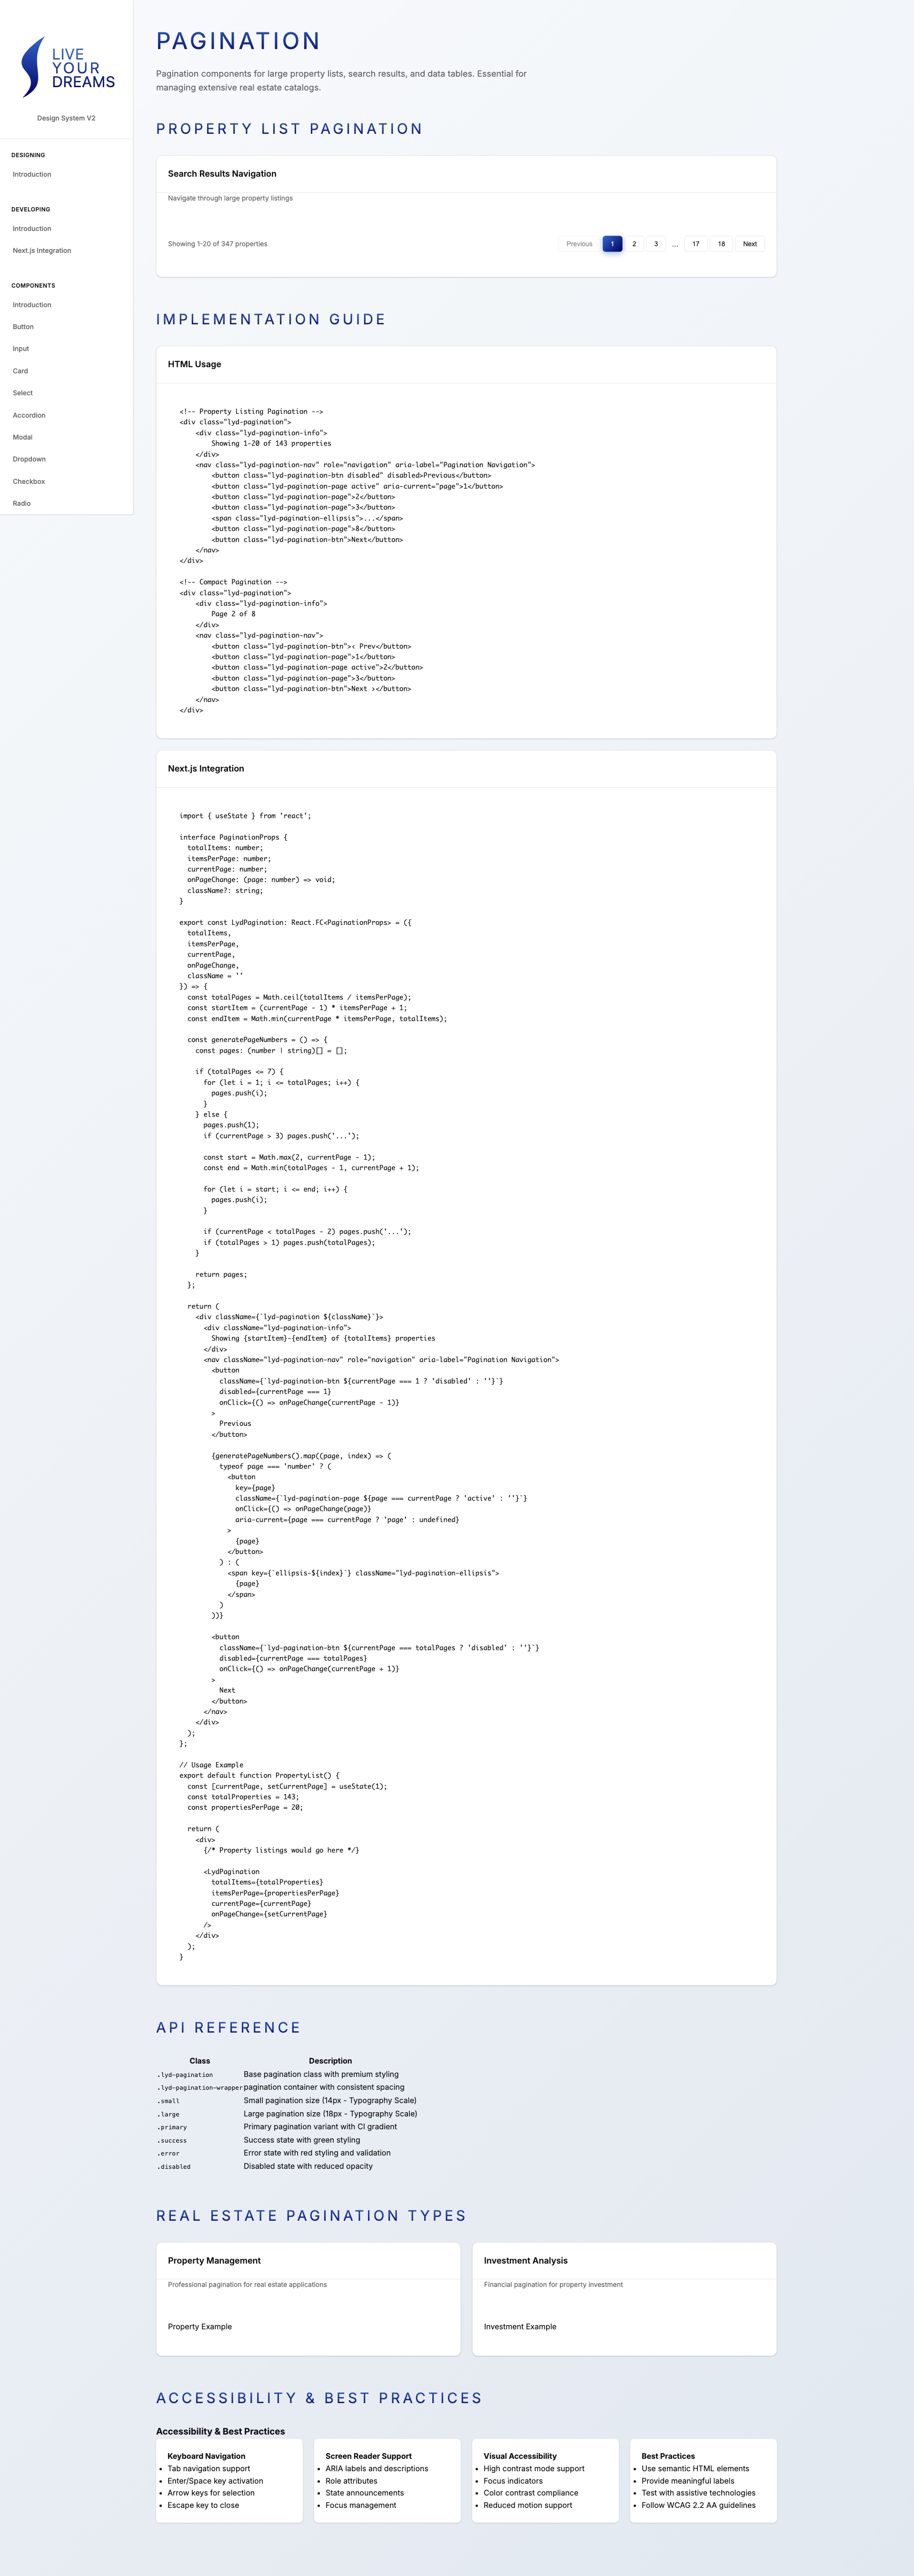 LIVE
YOUR
DREAMS
Design System V2
DESIGNING
Introduction
DEVELOPING
Introduction
Next.js Integration
COMPONENTS
Introduction
Button
Input
Card
Select
Accordion
Modal
Dropdown
Checkbox
Radio
PAGINATION
Pagination components for large property lists, search results, and data tables. Essential for
managing extensive real estate catalogs.
PROPERTY LIST PAGINATION
Search Results Navigation
Navigate through large property listings
Showing 1-20 of 347 properties
Previous 1 2 3 ... 17 18 Next
IMPLEMENTATION GUIDE
HTML Usage
<!-- Property Listing Pagination -->
<div class="lyd-pagination">
    <div class="lyd-pagination-info">
        Showing 1-20 of 143 properties
    </div>
    <nav class="lyd-pagination-nav" role="navigation" aria-label="Pagination Navigation">
        <button class="lyd-pagination-btn disabled" disabled>Previous</button>
        <button class="lyd-pagination-page active" aria-current="page">1</button>
        <button class="lyd-pagination-page">2</button>
        <button class="lyd-pagination-page">3</button>
        <span class="lyd-pagination-ellipsis">...</span>
        <button class="lyd-pagination-page">8</button>
        <button class="lyd-pagination-btn">Next</button>
    </nav>
</div>
<!-- Compact Pagination -->
<div class="lyd-pagination">
    <div class="lyd-pagination-info">
        Page 2 of 8
    </div>
    <nav class="lyd-pagination-nav">
        <button class="lyd-pagination-btn">‹ Prev</button>
        <button class="lyd-pagination-page">1</button>
        <button class="lyd-pagination-page active">2</button>
        <button class="lyd-pagination-page">3</button>
        <button class="lyd-pagination-btn">Next ›</button>
    </nav>
</div>
Next.js Integration
import { useState } from 'react';
interface PaginationProps {
  totalItems: number;
  itemsPerPage: number;
  currentPage: number;
  onPageChange: (page: number) => void;
  className?: string;
}
export const LydPagination: React.FC<PaginationProps> = ({
  totalItems,
  itemsPerPage,
  currentPage,
  onPageChange,
  className = ''
}) => {
  const totalPages = Math.ceil(totalItems / itemsPerPage);
  const startItem = (currentPage - 1) * itemsPerPage + 1;
  const endItem = Math.min(currentPage * itemsPerPage, totalItems);
  const generatePageNumbers = () => {
    const pages: (number | string)[] = [];
    if (totalPages <= 7) {
      for (let i = 1; i <= totalPages; i++) {
        pages.push(i);
      }
    } else {
      pages.push(1);
      if (currentPage > 3) pages.push('...');
      const start = Math.max(2, currentPage - 1);
      const end = Math.min(totalPages - 1, currentPage + 1);
      for (let i = start; i <= end; i++) {
        pages.push(i);
      }
      if (currentPage < totalPages - 2) pages.push('...');
      if (totalPages > 1) pages.push(totalPages);
    }
    return pages;
  };
  return (
    <div className={`lyd-pagination ${className}`}>
      <div className="lyd-pagination-info">
        Showing {startItem}-{endItem} of {totalItems} properties
      </div>
      <nav className="lyd-pagination-nav" role="navigation" aria-label="Pagination Navigation">
        <button
          className={`lyd-pagination-btn ${currentPage === 1 ? 'disabled' : ''}`}
          disabled={currentPage === 1}
          onClick={() => onPageChange(currentPage - 1)}
        >
          Previous
        </button>
        {generatePageNumbers().map((page, index) => (
          typeof page === 'number' ? (
            <button
              key={page}
              className={`lyd-pagination-page ${page === currentPage ? 'active' : ''}`}
              onClick={() => onPageChange(page)}
              aria-current={page === currentPage ? 'page' : undefined}
            >
              {page}
            </button>
          ) : (
            <span key={`ellipsis-${index}`} className="lyd-pagination-ellipsis">
              {page}
            </span>
          )
        ))}
        <button
          className={`lyd-pagination-btn ${currentPage === totalPages ? 'disabled' : ''}`}
          disabled={currentPage === totalPages}
          onClick={() => onPageChange(currentPage + 1)}
        >
          Next
        </button>
      </nav>
    </div>
  );
};
// Usage Example
export default function PropertyList() {
  const [currentPage, setCurrentPage] = useState(1);
  const totalProperties = 143;
  const propertiesPerPage = 20;
  return (
    <div>
      {/* Property listings would go here */}
      <LydPagination
        totalItems={totalProperties}
        itemsPerPage={propertiesPerPage}
        currentPage={currentPage}
        onPageChange={setCurrentPage}
      />
    </div>
  );
}
API REFERENCE
Class Description
.lyd-pagination Base pagination class with premium styling
.lyd-pagination-wrapper pagination container with consistent spacing
.small Small pagination size (14px - Typography Scale)
.large Large pagination size (18px - Typography Scale)
.primary Primary pagination variant with CI gradient
.success Success state with green styling
.error Error state with red styling and validation
.disabled Disabled state with reduced opacity
REAL ESTATE PAGINATION TYPES
Property Management
Professional pagination for real estate applications
Property Example
Investment Analysis
Financial pagination for property investment
Investment Example
ACCESSIBILITY & BEST PRACTICES
Accessibility & Best Practices
Keyboard Navigation
• Tab navigation support
• Enter/Space key activation
• Arrow keys for selection
• Escape key to close
Screen Reader Support
• ARIA labels and descriptions
• Role attributes
• State announcements
• Focus management
Visual Accessibility
• High contrast mode support
• Focus indicators
• Color contrast compliance
• Reduced motion support
Best Practices
• Use semantic HTML elements
• Provide meaningful labels
• Test with assistive technologies
• Follow WCAG 2.2 AA guidelines